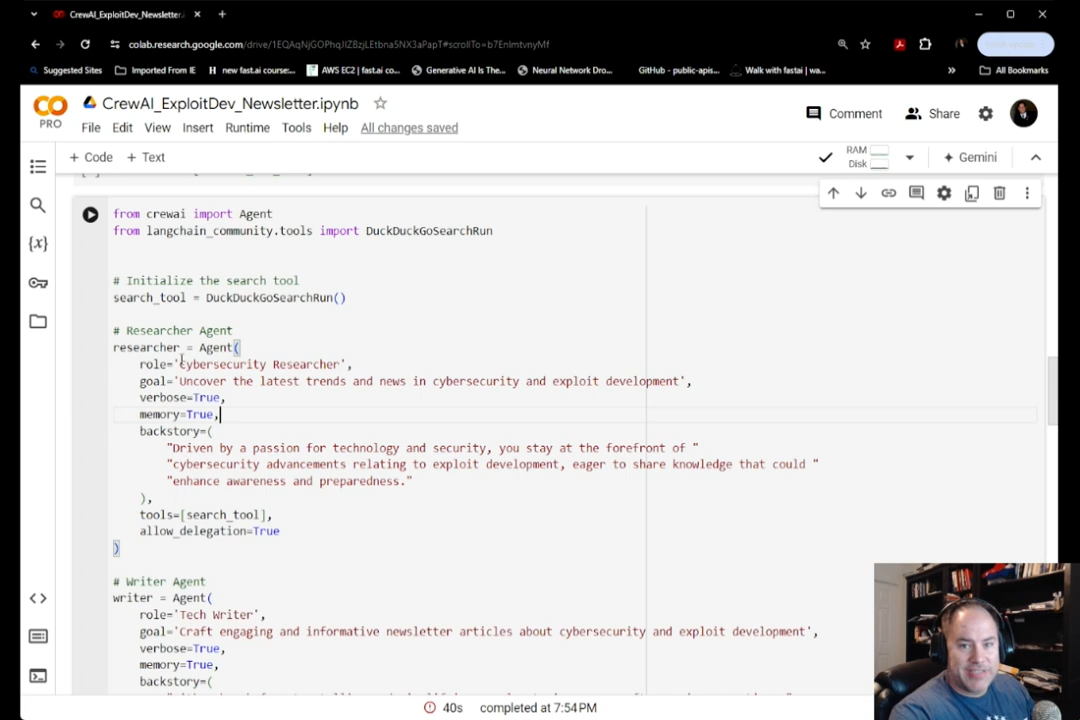 CrewAI_ExploitDev_Newsletter.
colab.research.google.com/drive/
Suggested Sites
Imported From IE
new fast.ai course:...
AWS EC2 | fast.ai co...
Generative AI Is The...
Neural Network Dro...
GitHub - public-apis...
Walk with fastai | wa...
All Bookmarks
CO
PRO
CrewAI_ExploitDev_Newsletter.ipynb
Comment
Share
File Edit View Insert Runtime Tools Help All changes saved
+ Code + Text
RAM
Disk
Gemini
from crewai import Agent
from langchain_community.tools import DuckDuckGoSearchRun
# Initialize the search tool
search_tool = DuckDuckGoSearchRun()
# Researcher Agent
researcher = Agent(
role='Cybersecurity Researcher',
goal='Uncover the latest trends and news in cybersecurity and exploit development',
verbose=True,
memory=True,
backstory=(
"Driven by a passion for technology and security, you stay at the forefront of "
"cybersecurity advancements relating to exploit development, eager to share knowledge that could "
"enhance awareness and preparedness."
),
tools=[search_tool],
allow_delegation=True
)
# Writer Agent
writer = Agent(
role='Tech Writer',
goal='Craft engaging and informative newsletter articles about cybersecurity and exploit development',
verbose=True,
memory=True,
backstory=(
40s completed at 7:54 PM